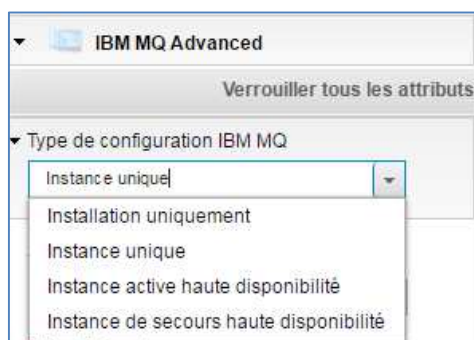 IBM MQ Advanced
Verrouiller tous les attributs
Type de configuration IBM MQ
Instance unique
Installation uniquement
Instance unique
Instance active haute disponibilité
Instance de secours haute disponibilité